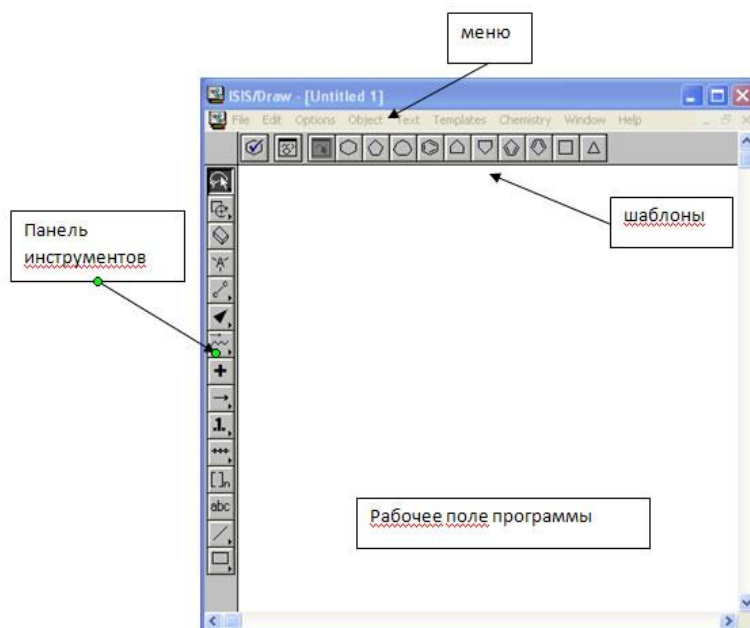 меню
ISIS/Draw - [Untitled 1]
File Edit Options Object Text Templates Chemistry Window Help
шаблоны
Панель
инструментов
A
.1.
[ ]n
abc
Рабочее поле программы